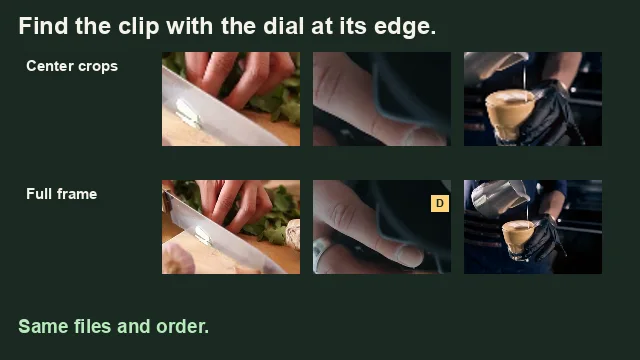 Find the clip with the dial at its edge.
Center crops
Full frame
D
Same files and order.